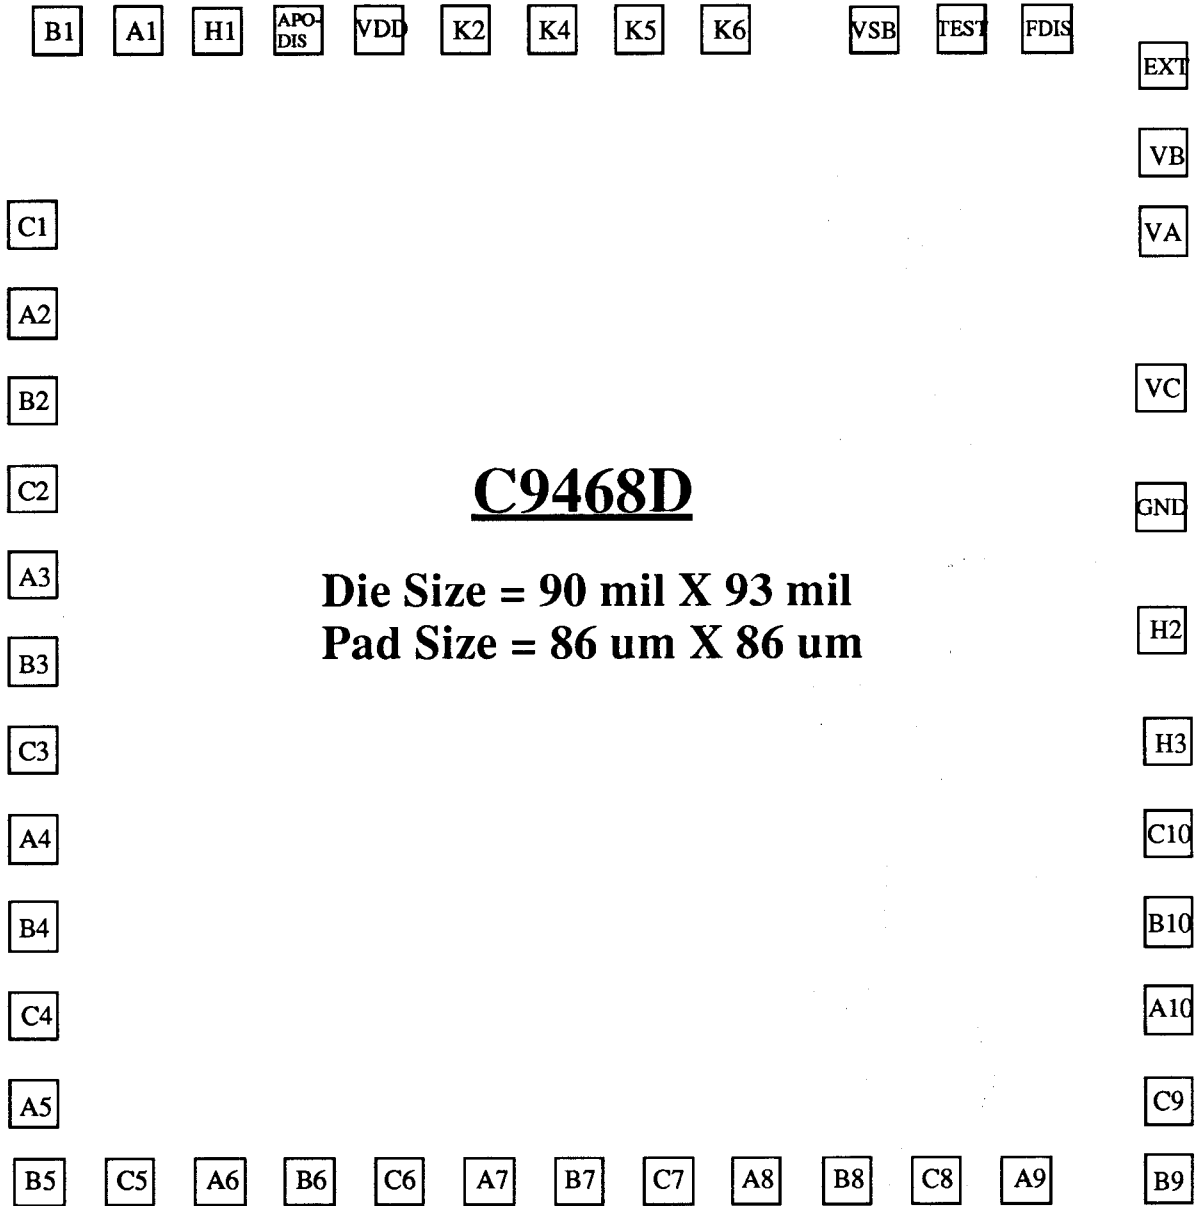 B1 A1 H1 APO-DIS VDD K2 K4 K5 K6 VSB TEST FDIS
EXT
VB
C1 VA
A2
B2 VC
C2 C9468D GND
A3 Die Size = 90 mil X 93 mil
B3 Pad Size = 86 um X 86 um H2
C3 H3
A4 C10
B4 B10
C4 A10
A5 C9
B5 C5 A6 B6 C6 A7 B7 C7 A8 B8 C8 A9 B9